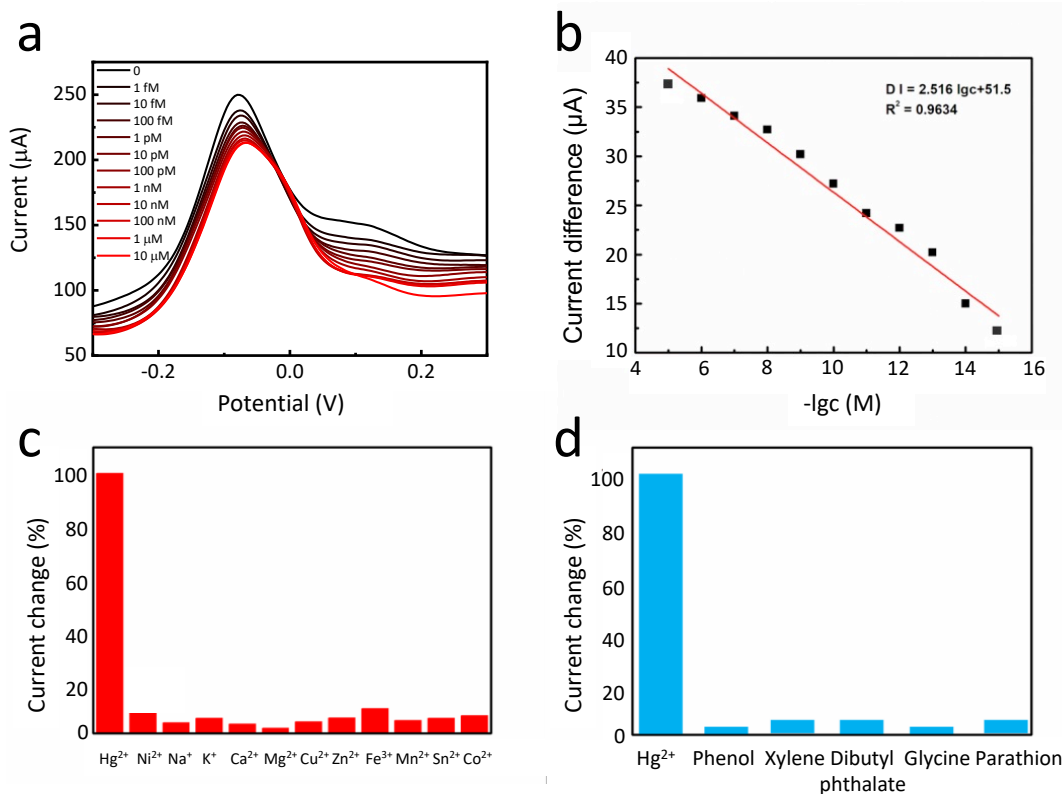 a
0
1 fM
10 fM
100 fM
1 pM
10 pM
100 pM
1 nM
10 nM
100 nM
1 μM
10 μM
250
200
150
100
50
-0.2
0.0
0.2
Current (μA)
Potential (V)
b
D I = 2.516 lgc+51.5
R² = 0.9634
40
35
30
25
20
15
10
4
6
8
10
12
14
16
Current difference (μA)
-lgc (M)
c
100
80
60
40
20
0
Current change (%)
Hg²⁺ Ni²⁺ Na⁺ K⁺ Ca²⁺ Mg²⁺ Cu²⁺ Zn²⁺ Fe³⁺ Mn²⁺ Sn²⁺ Co²⁺
d
100
80
60
40
20
0
Current change (%)
Hg²⁺ Phenol Xylene Dibutyl Glycine Parathion
phthalate